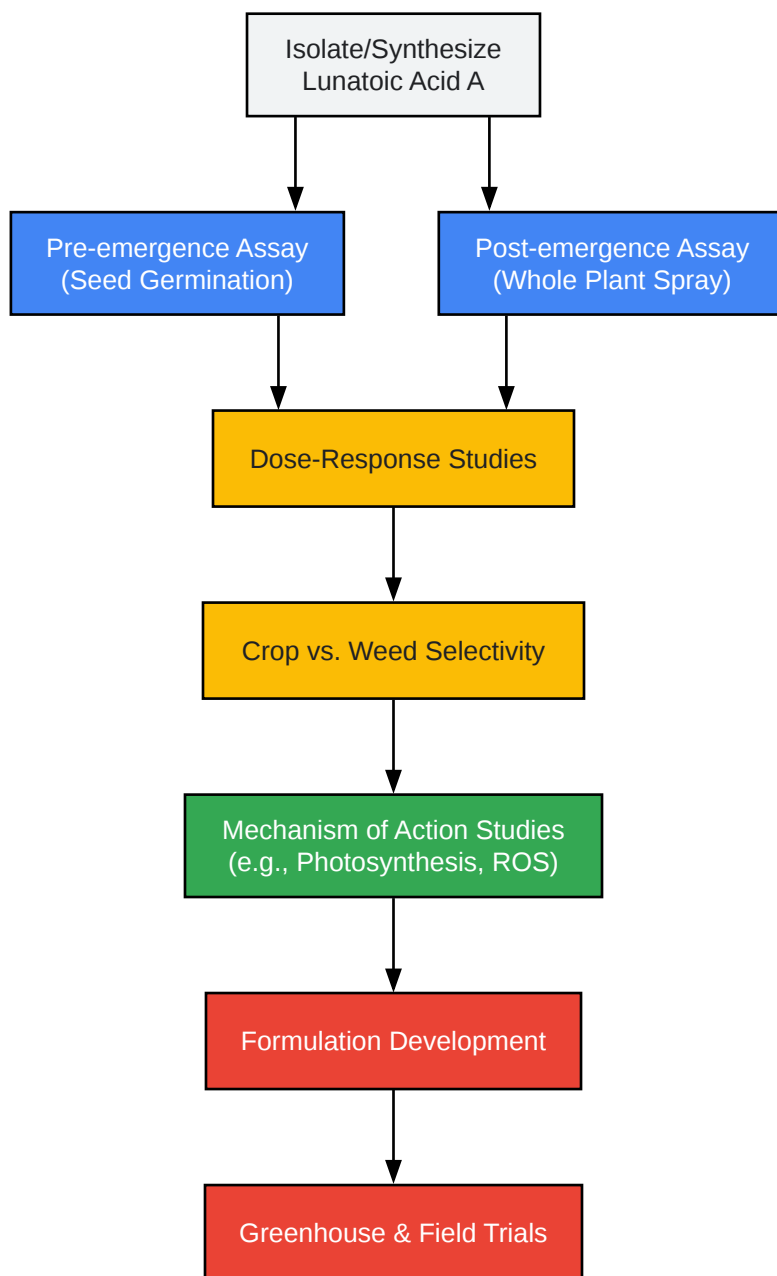 Isolate/Synthesize
Lunatoic Acid A
Pre-emergence Assay
(Seed Germination)
Post-emergence Assay
(Whole Plant Spray)
Dose-Response Studies
Crop vs. Weed Selectivity
Mechanism of Action Studies
(e.g., Photosynthesis, ROS)
Formulation Development
Greenhouse & Field Trials